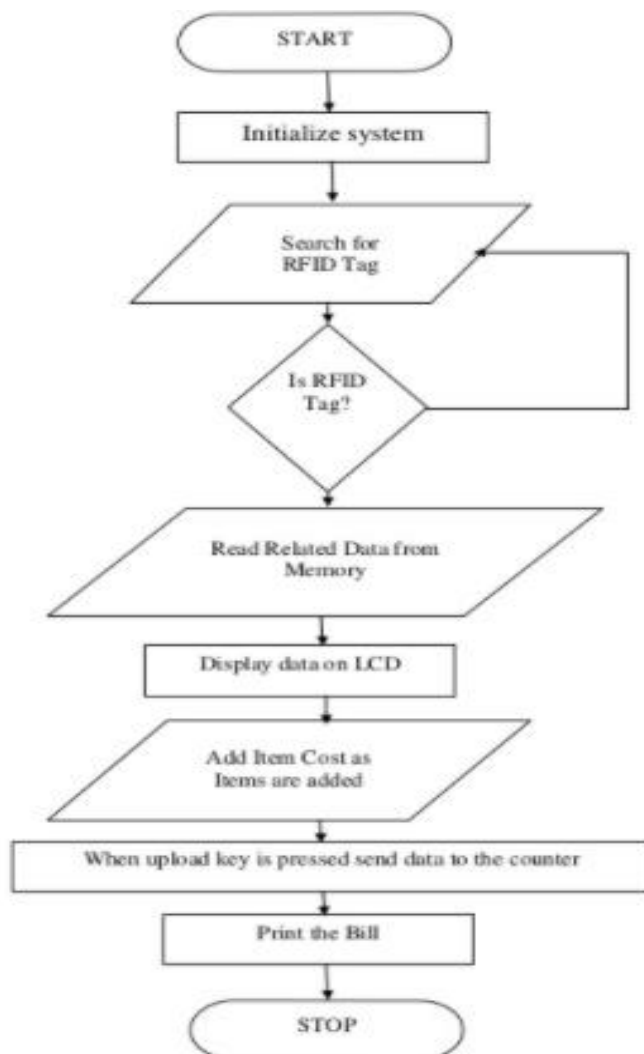 START
Initialize system
Search for
RFID Tag
Is RFID
Tag?
Read Related Data from
Memory
Display data on LCD
Add Item Cost as
Items are added
When upload key is pressed send data to the counter
Print the Bill
STOP